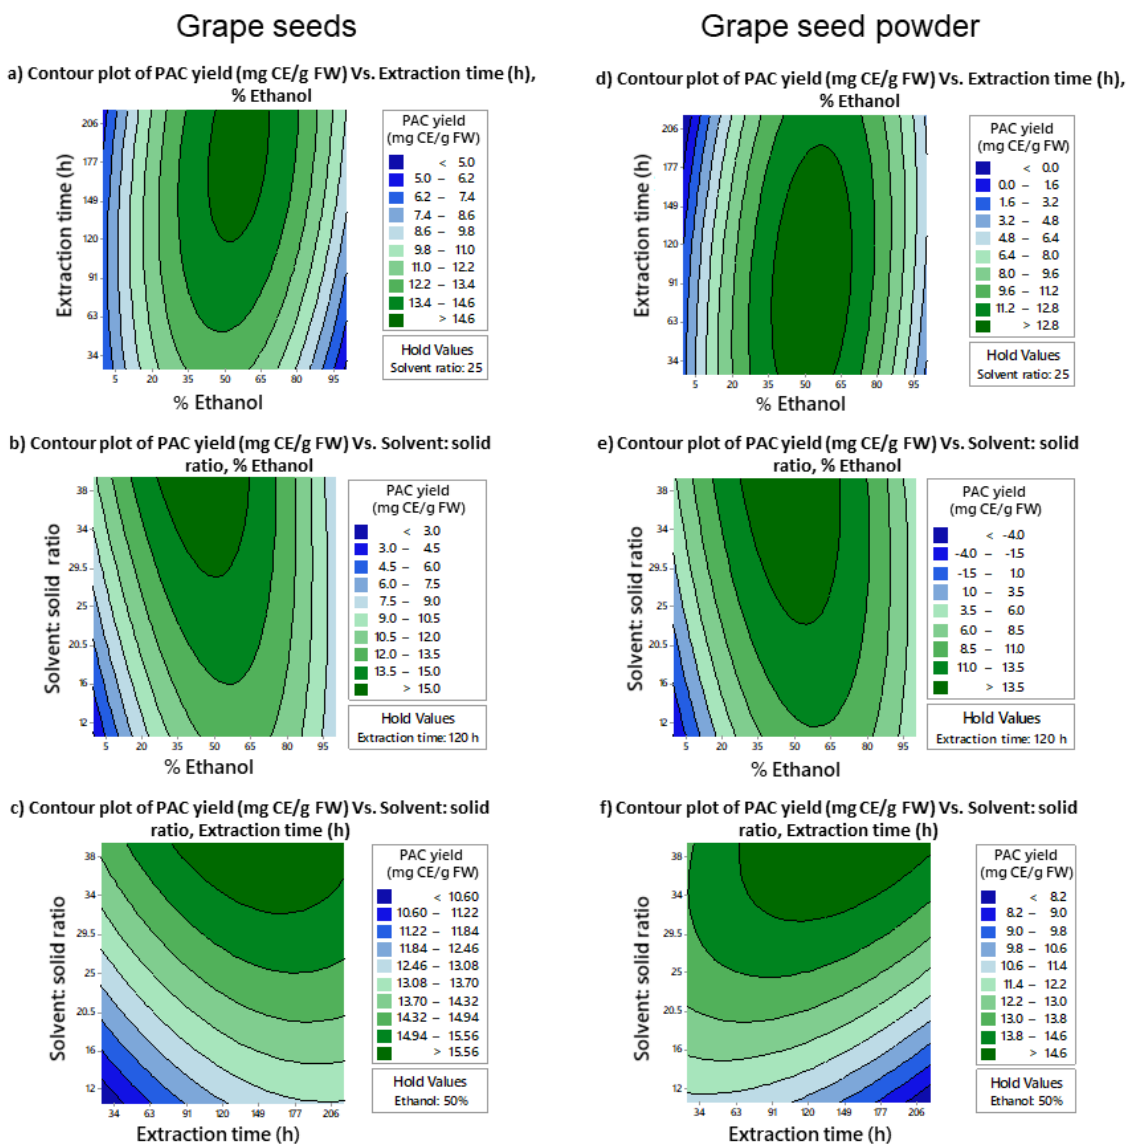 Grape seeds
Grape seed powder
a) Contour plot of PAC yield (mg CE/g FW) Vs. Extraction time (h),
% Ethanol
206
177
149
120
91
63
34
Extraction time (h)
5 20 35 50 65 80 95
% Ethanol
PAC yield
(mg CE/g FW)
< 5.0
5.0 – 6.2
6.2 – 7.4
7.4 – 8.6
8.6 – 9.8
9.8 – 11.0
11.0 – 12.2
12.2 – 13.4
13.4 – 14.6
> 14.6
Hold Values
Solvent ratio: 25
d) Contour plot of PAC yield (mg CE/g FW) Vs. Extraction time (h),
% Ethanol
206
177
149
120
91
63
34
Extraction time (h)
5 20 35 50 65 80 95
% Ethanol
PAC yield
(mg CE/g FW)
< 0.0
0.0 – 1.6
1.6 – 3.2
3.2 – 4.8
4.8 – 6.4
6.4 – 8.0
8.0 – 9.6
9.6 – 11.2
11.2 – 12.8
> 12.8
Hold Values
Solvent ratio: 25
b) Contour plot of PAC yield (mg CE/g FW) Vs. Solvent: solid
ratio, % Ethanol
38
34
29.5
25
20.5
16
12
Solvent: solid ratio
5 20 35 50 65 80 95
% Ethanol
PAC yield
(mg CE/g FW)
< 3.0
3.0 – 4.5
4.5 – 6.0
6.0 – 7.5
7.5 – 9.0
9.0 – 10.5
10.5 – 12.0
12.0 – 13.5
13.5 – 15.0
> 15.0
Hold Values
Extraction time: 120 h
e) Contour plot of PAC yield (mg CE/g FW) Vs. Solvent: solid
ratio, % Ethanol
38
34
29.5
25
20.5
16
12
Solvent: solid ratio
5 20 35 50 65 80 95
% Ethanol
PAC yield
(mg CE/g FW)
< -4.0
-4.0 – -1.5
-1.5 – 1.0
1.0 – 3.5
3.5 – 6.0
6.0 – 8.5
8.5 – 11.0
11.0 – 13.5
> 13.5
Hold Values
Extraction time: 120 h
c) Contour plot of PAC yield (mg CE/g FW) Vs. Solvent: solid
ratio, Extraction time (h)
38
34
29.5
25
20.5
16
12
Solvent: solid ratio
34 63 91 120 149 177 206
Extraction time (h)
PAC yield
(mg CE/g FW)
< 10.60
10.60 – 11.22
11.22 – 11.84
11.84 – 12.46
12.46 – 13.08
13.08 – 13.70
13.70 – 14.32
14.32 – 14.94
14.94 – 15.56
> 15.56
Hold Values
Ethanol: 50%
f) Contour plot of PAC yield (mg CE/g FW) Vs. Solvent: solid
ratio, Extraction time (h)
38
34
29.5
25
20.5
16
12
Solvent: solid ratio
34 63 91 120 149 177 206
Extraction time (h)
PAC yield
(mg CE/g FW)
< 8.2
8.2 – 9.0
9.0 – 9.8
9.8 – 10.6
10.6 – 11.4
11.4 – 12.2
12.2 – 13.0
13.0 – 13.8
13.8 – 14.6
> 14.6
Hold Values
Ethanol: 50%